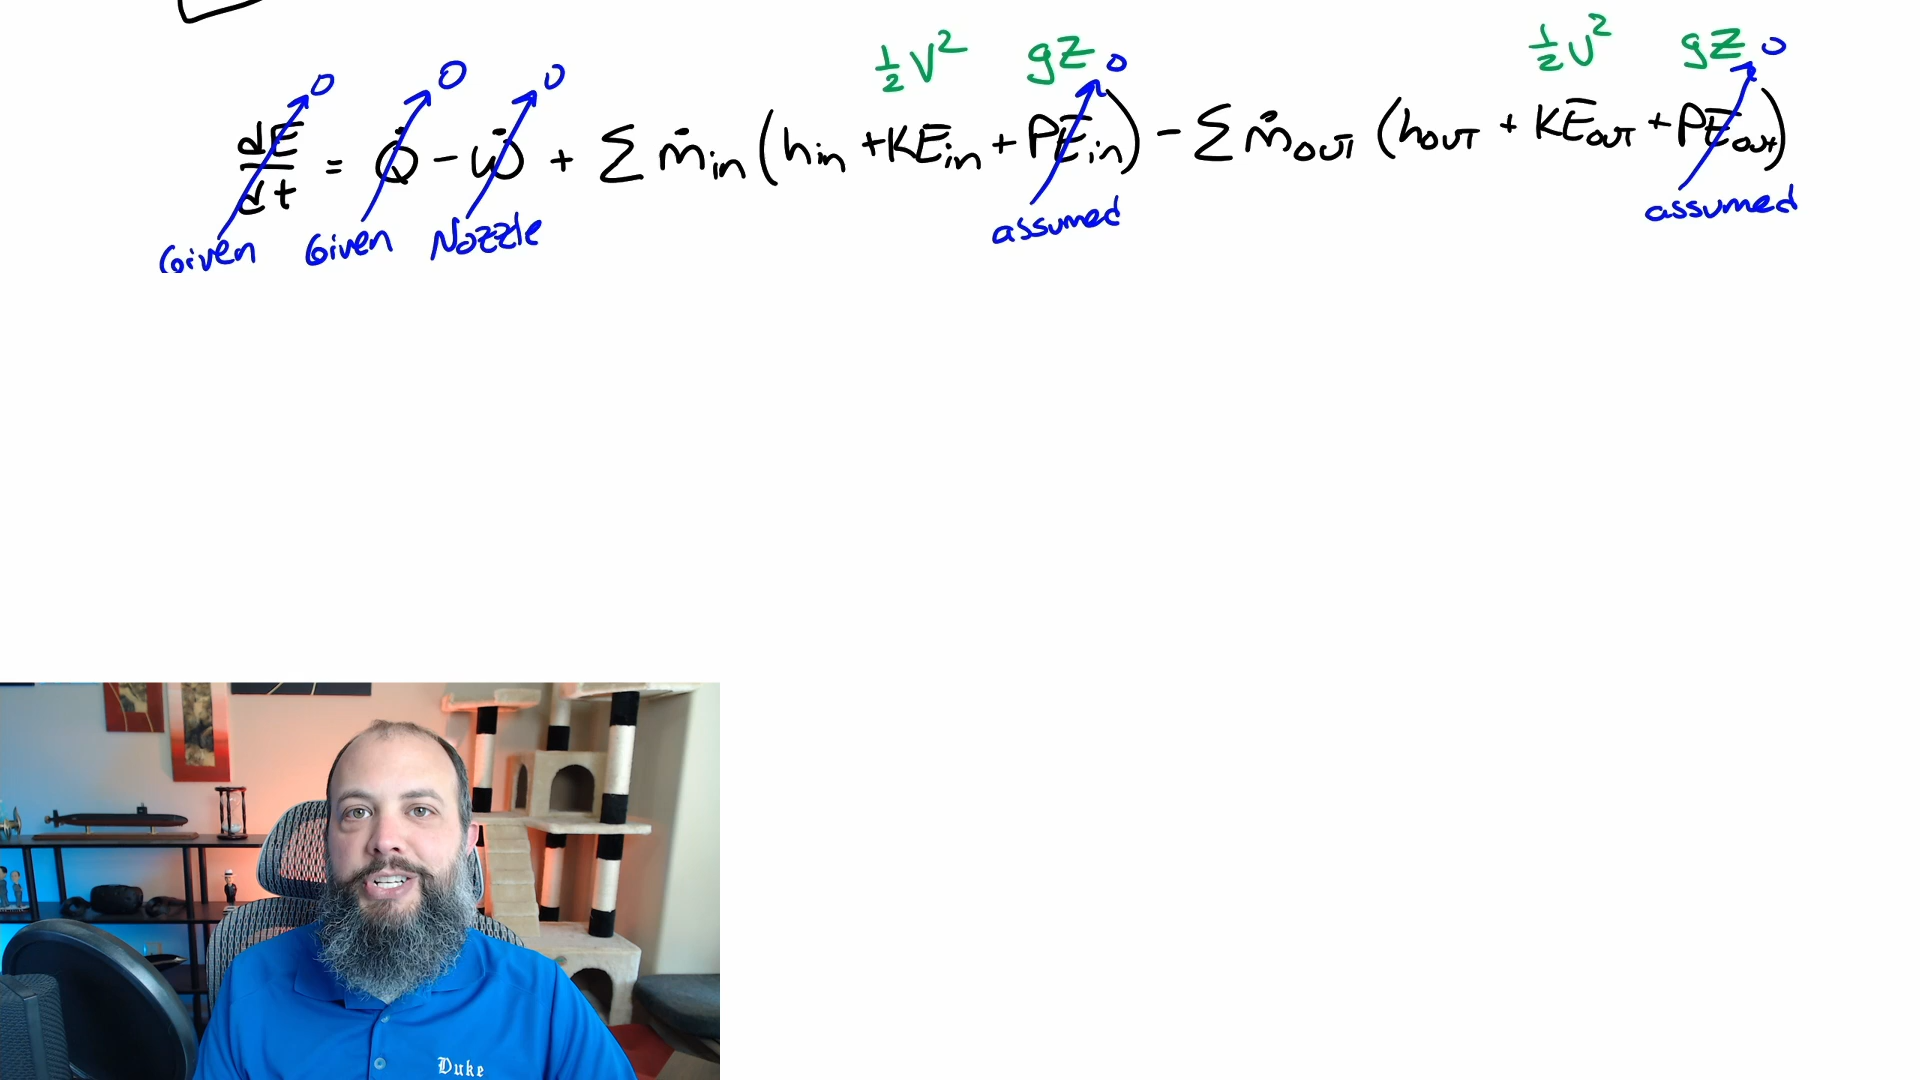 ½V² gz 0 ½V² gz 0
0 0 0
dE/dt = Q̇ - Ẇ + Σ ṁin (hin + KEin + PEin) - Σ ṁout (hout + KEout + PEout)
Given Given Nozzle assumed assumed
Duke